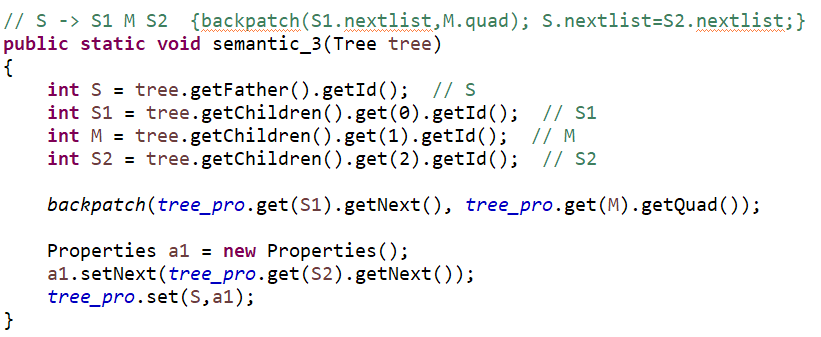 // S -> S1 M S2  {backpatch(S1.nextlist,M.quad); S.nextlist=S2.nextlist;}
public static void semantic_3(Tree tree)
{
    int S = tree.getFather().getId();  // S
    int S1 = tree.getChildren().get(0).getId();  // S1
    int M = tree.getChildren().get(1).getId();  // M
    int S2 = tree.getChildren().get(2).getId();  // S2

    backpatch(tree_pro.get(S1).getNext(), tree_pro.get(M).getQuad());

    Properties a1 = new Properties();
    a1.setNext(tree_pro.get(S2).getNext());
    tree_pro.set(S,a1);
}